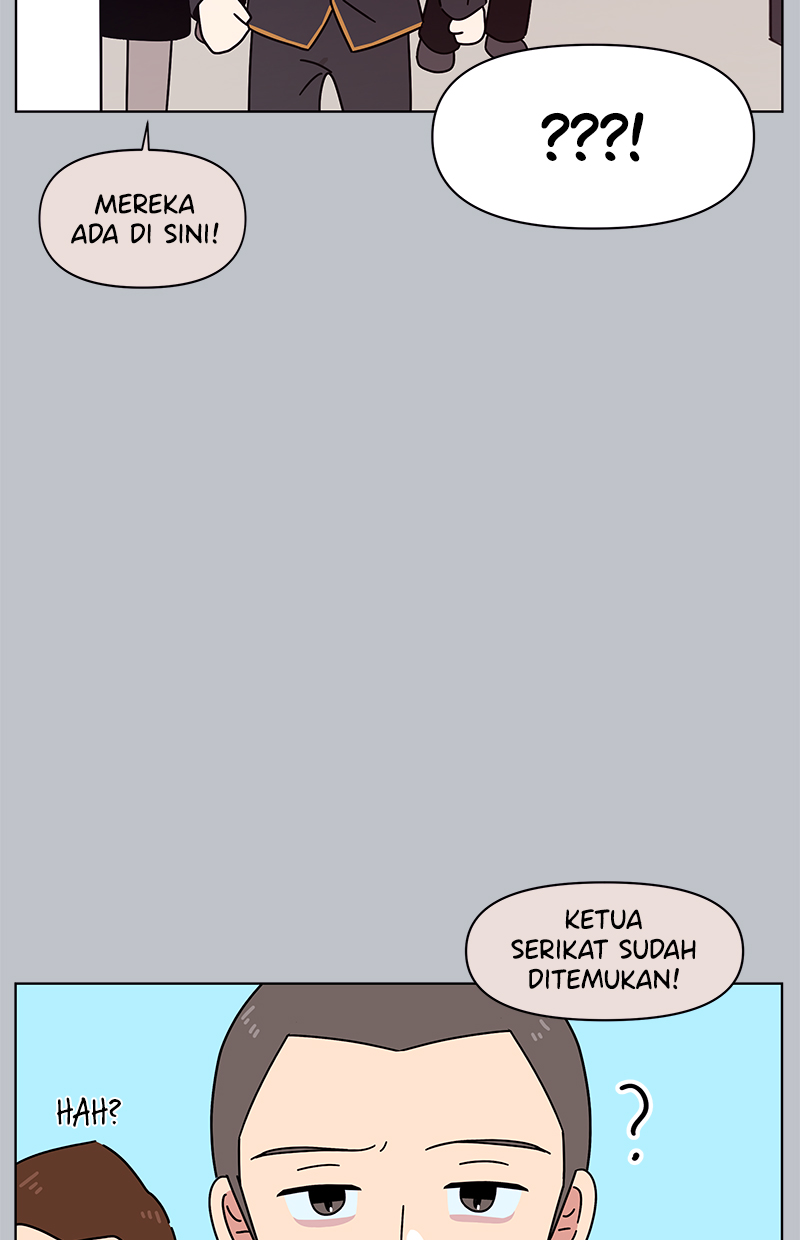 ???!
MEREKA
ADA DI SINI!
KETUA
SERIKAT SUDAH
DITEMUKAN!
HAH?
?